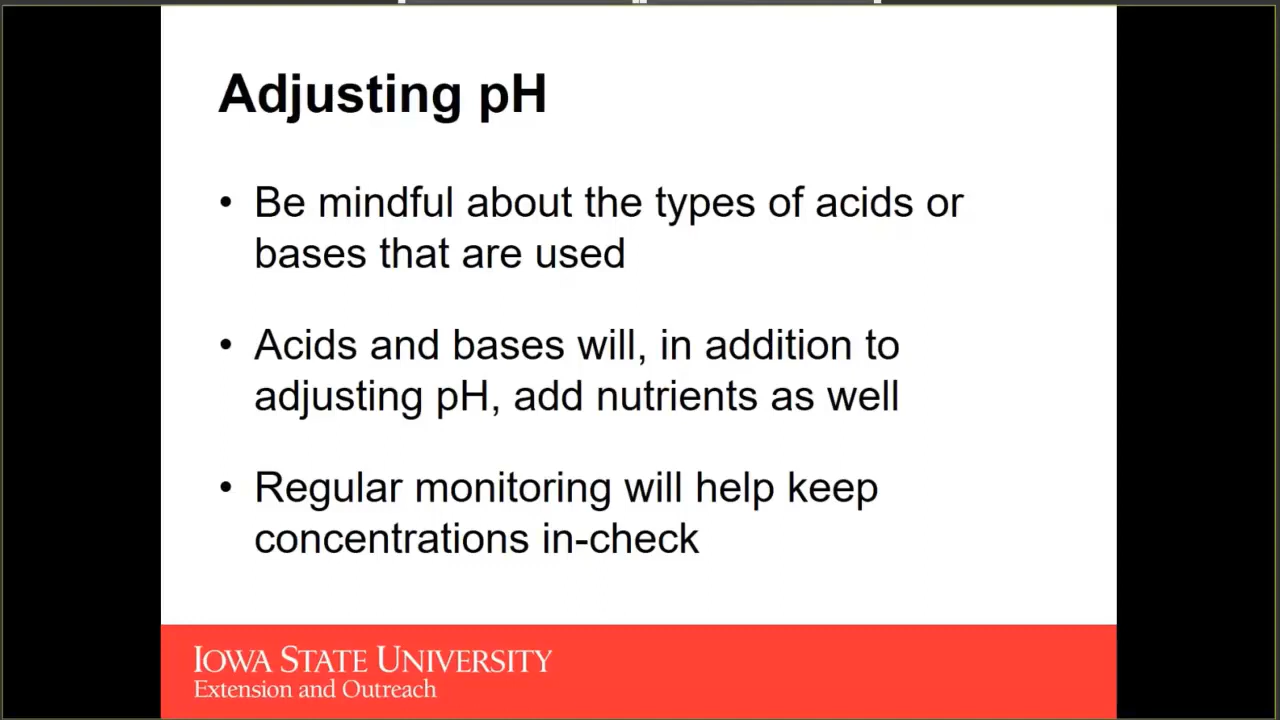 Adjusting pH
• Be mindful about the types of acids or
bases that are used
• Acids and bases will, in addition to
adjusting pH, add nutrients as well
• Regular monitoring will help keep
concentrations in-check
IOWA STATE UNIVERSITY
Extension and Outreach